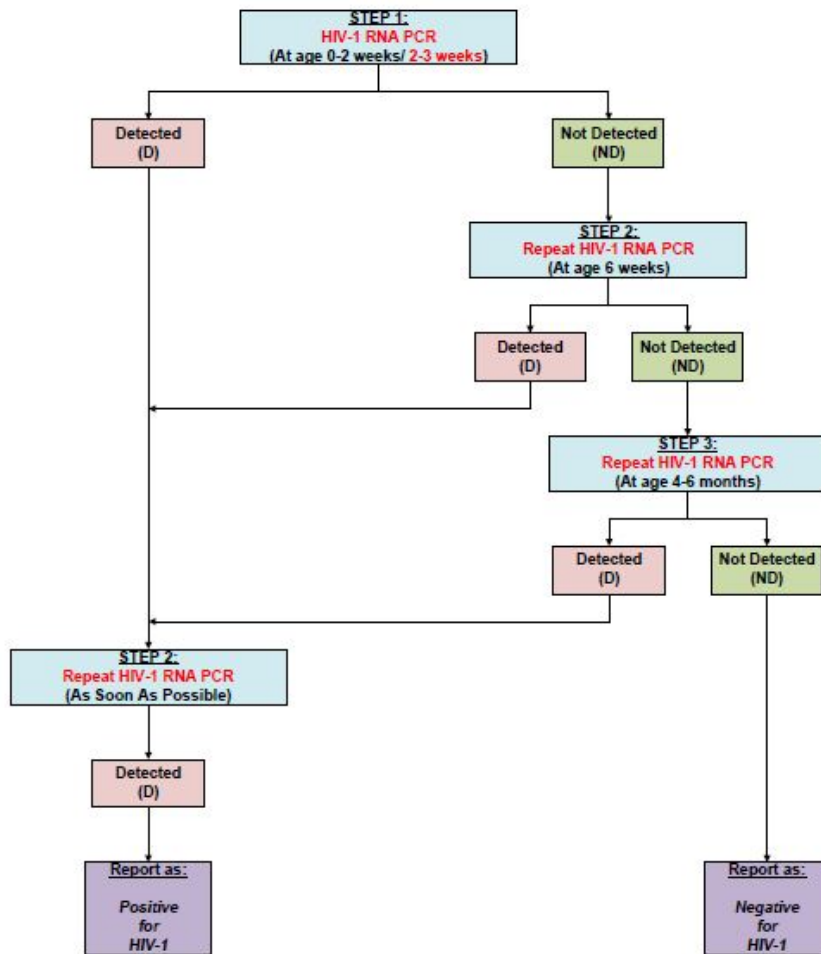 STEP 1:
HIV-1 RNA PCR
(At age 0-2 weeks/ 2-3 weeks)
Detected
(D)
Not Detected
(ND)
STEP 2:
Repeat HIV-1 RNA PCR
(At age 6 weeks)
Detected
(D)
Not Detected
(ND)
STEP 3:
Repeat HIV-1 RNA PCR
(At age 4-6 months)
Detected
(D)
Not Detected
(ND)
STEP 2:
Repeat HIV-1 RNA PCR
(As Soon As Possible)
Detected
(D)
Report as:
Positive
for
HIV-1
Report as:
Negative
for
HIV-1